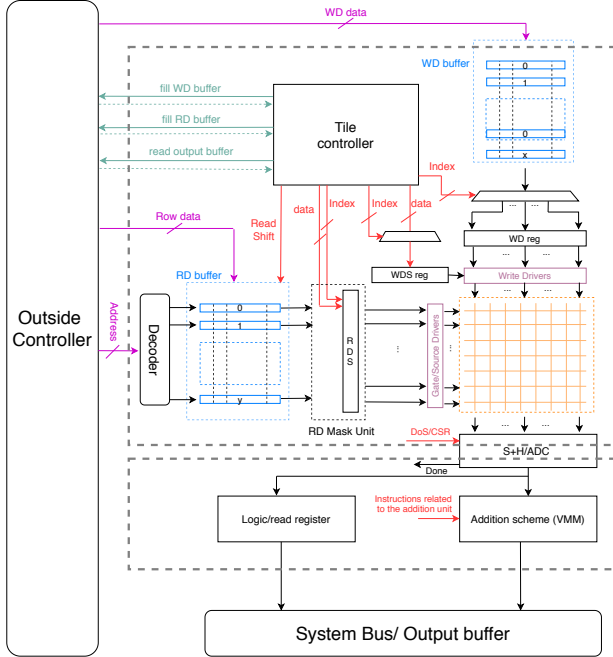 WD data
WD buffer
0
1
0
x
fill WD buffer
fill RD buffer
read output buffer
Tile
controller
Index
Row data
Read
Shift
data
Index
Index
data
WD reg
WDS reg
Write Drivers
RD buffer
Outside
Controller
Address
Decoder
0
1
y
RDS
RD Mask Unit
Gate/Source Drivers
...
...
...
...
...
...
...
...
DoS/CSR
S+H/ADC
Done
Logic/read register
Instructions related
to the addition unit
Addition scheme (VMM)
System Bus/ Output buffer